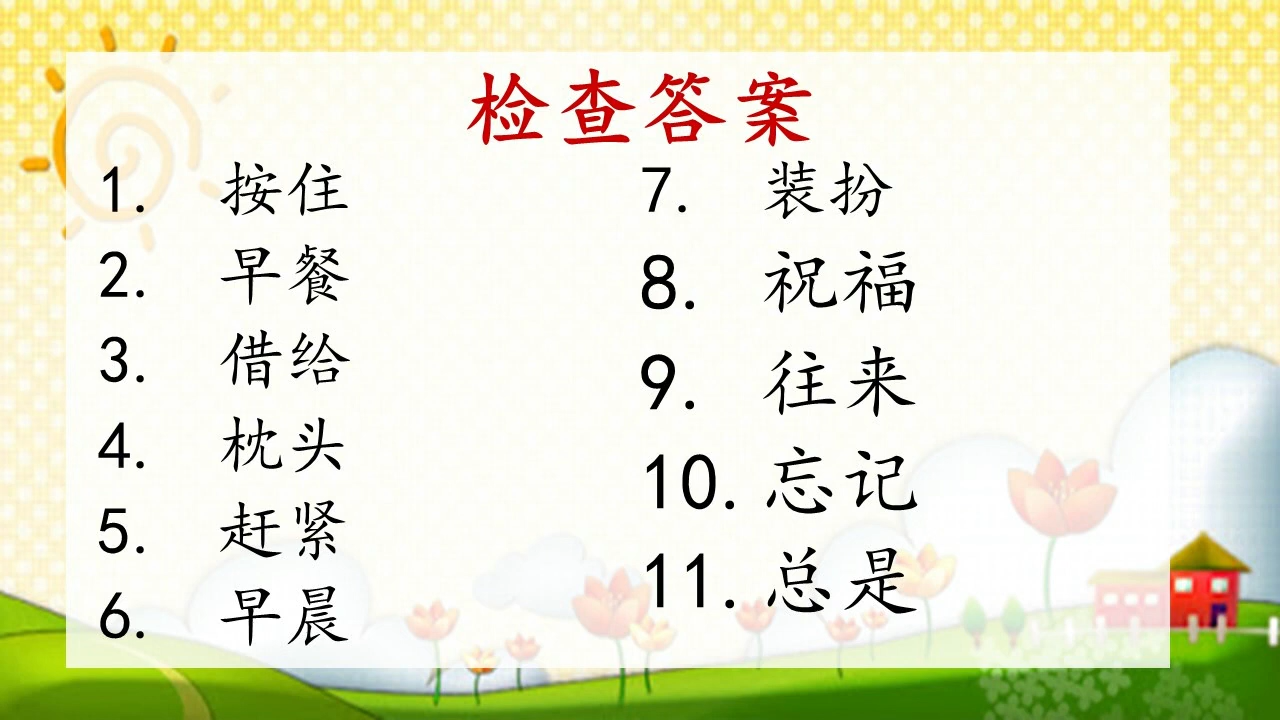 检查答案
1. 按住
2. 早餐
3. 借给
4. 枕头
5. 赶紧
6. 早晨
7. 装扮
8. 祝福
9. 往来
10. 忘记
11. 总是